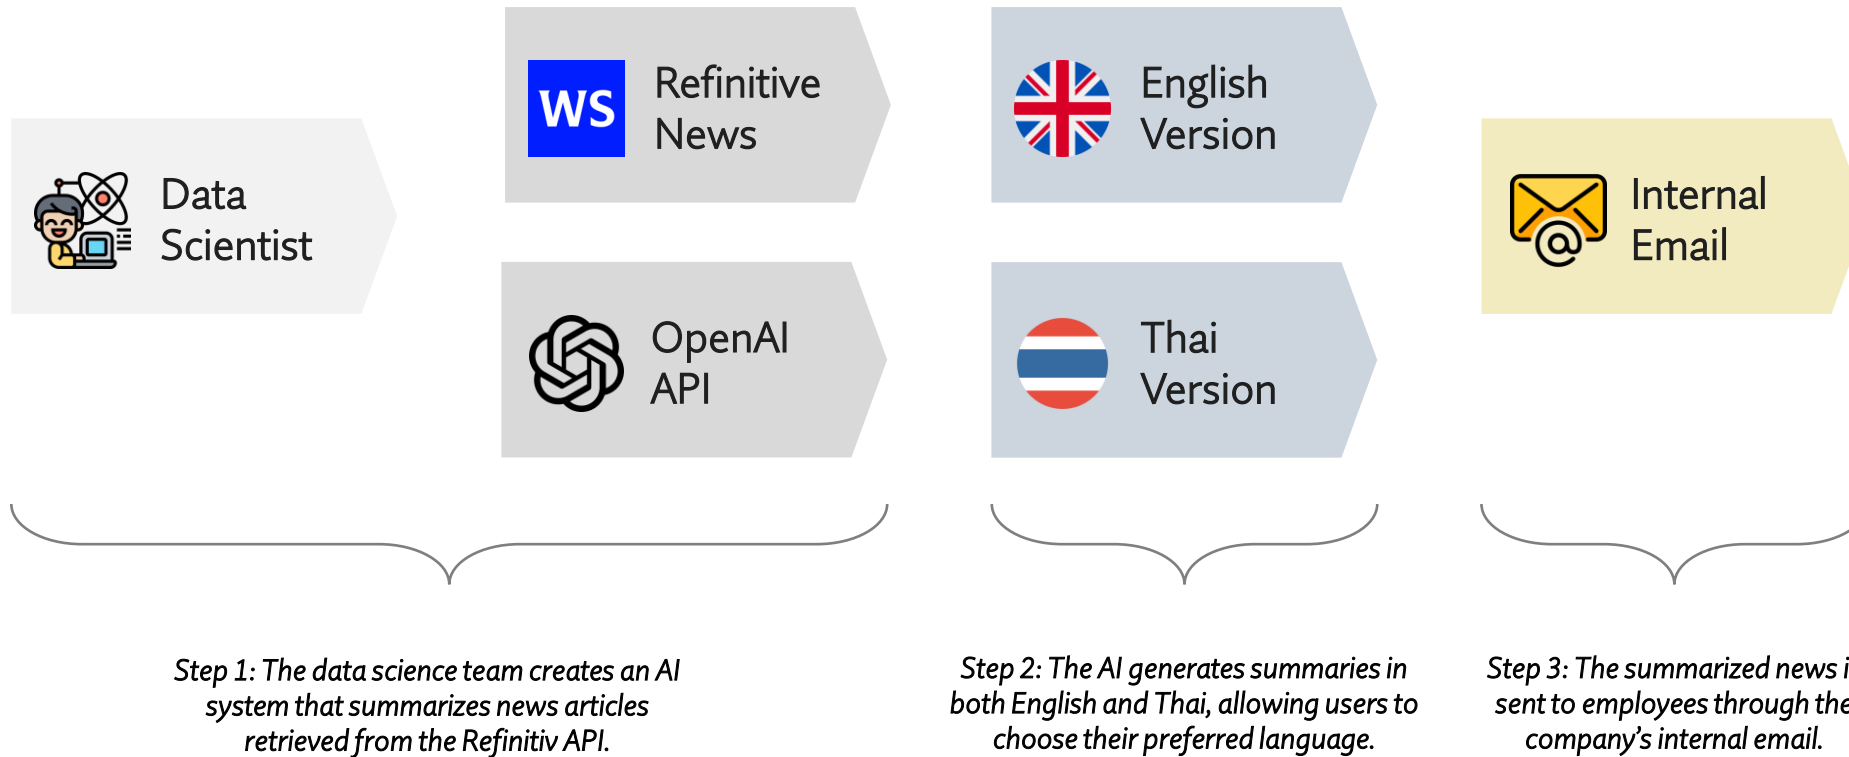 Data
Scientist
WS
Refinitive
News
OpenAI
API
English
Version
Thai
Version
Internal
Email
Step 1: The data science team creates an AI
system that summarizes news articles
retrieved from the Refinitiv API.
Step 2: The AI generates summaries in
both English and Thai, allowing users to
choose their preferred language.
Step 3: The summarized news i
sent to employees through the
company's internal email.